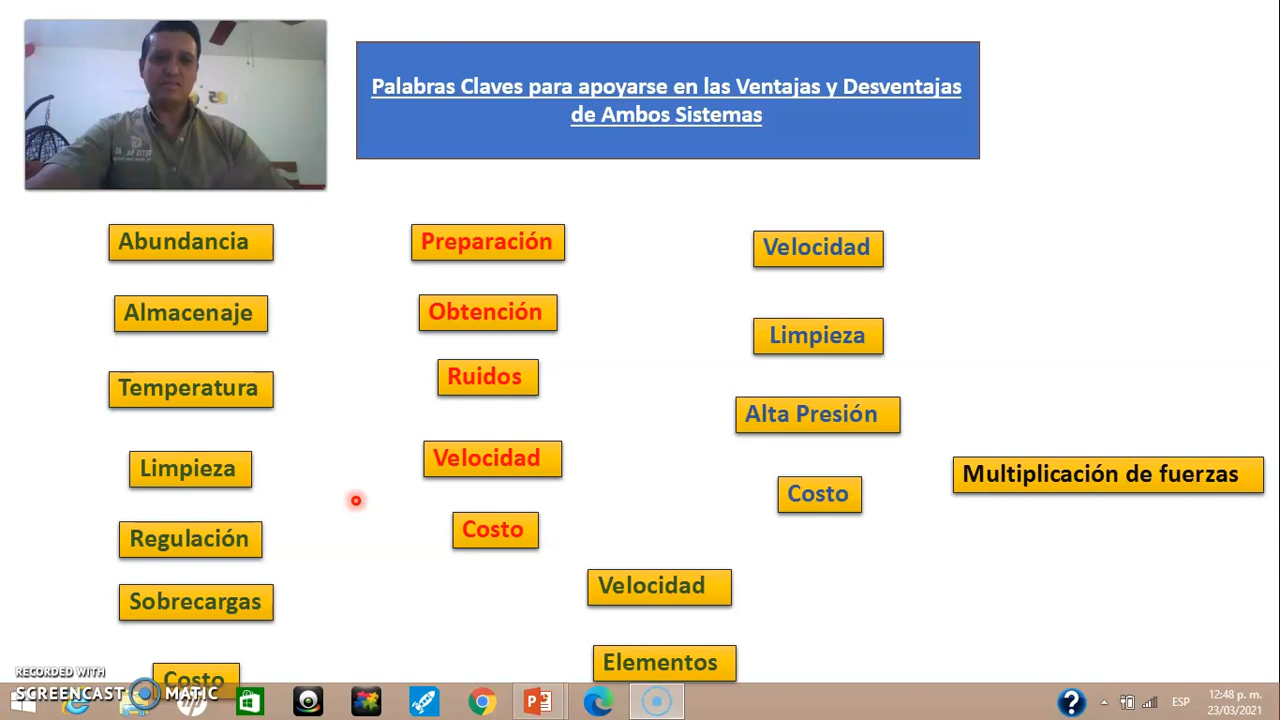 Palabras Claves para apoyarse en las Ventajas y Desventajas
de Ambos Sistemas
Abundancia
Almacenaje
Temperatura
Limpieza
Regulación
Sobrecargas
Costo
Preparación
Obtención
Ruidos
Velocidad
Costo
Velocidad
Elementos
Velocidad
Limpieza
Alta Presión
Costo
Multiplicación de fuerzas
RECORDED WITH
SCREENCAST MATIC
ESP
12:48 p. m.
23/03/2021